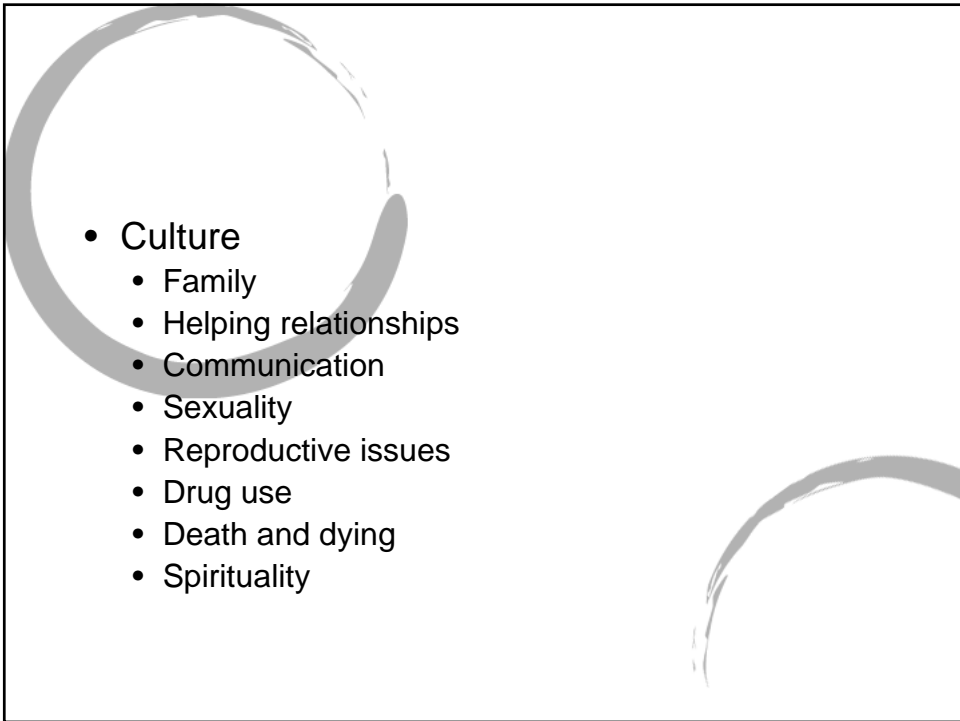 • Culture
• Family
• Helping relationships
• Communication
• Sexuality
• Reproductive issues
• Drug use
• Death and dying
• Spirituality